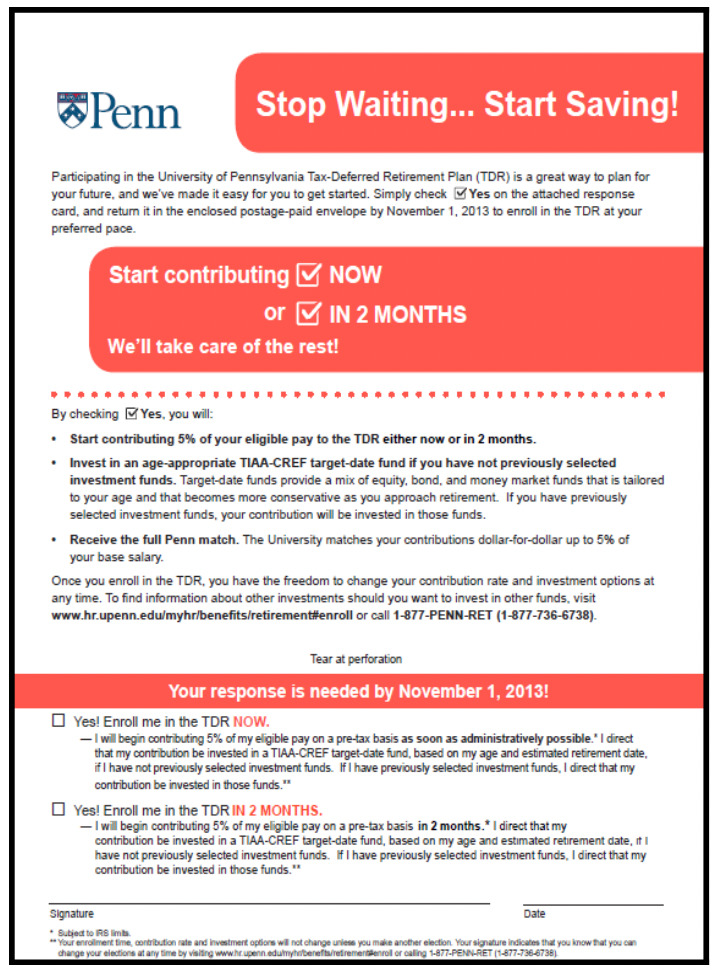 Penn
Stop Waiting... Start Saving!
Participating in the University of Pennsylvania Tax-Deferred Retirement Plan (TDR) is a great way to plan for
your future, and we've made it easy for you to get started. Simply check ☑Yes on the attached response
card, and return it in the enclosed postage-paid envelope by November 1, 2013 to enroll in the TDR at your
preferred pace.
Start contributing ☑ NOW
or ☑ IN 2 MONTHS
We'll take care of the rest!
By checking ☑Yes, you will:
• Start contributing 5% of your eligible pay to the TDR either now or in 2 months.
• Invest in an age-appropriate TIAA-CREF target-date fund if you have not previously selected
investment funds. Target-date funds provide a mix of equity, bond, and money market funds that is tailored
to your age and that becomes more conservative as you approach retirement. If you have previously
selected investment funds, your contribution will be invested in those funds.
• Receive the full Penn match. The University matches your contributions dollar-for-dollar up to 5% of
your base salary.
Once you enroll in the TDR, you have the freedom to change your contribution rate and investment options at
any time. To find information about other investments should you want to invest in other funds, visit
www.hr.upenn.edu/myhr/benefits/retirement#enroll or call 1-877-PENN-RET (1-877-736-6738).
Tear at perforation
Your response is needed by November 1, 2013!
☐ Yes! Enroll me in the TDR NOW.
— I will begin contributing 5% of my eligible pay on a pre-tax basis as soon as administratively possible.* I direct
that my contribution be invested in a TIAA-CREF target-date fund, based on my age and estimated retirement date,
if I have not previously selected investment funds. If I have previously selected investment funds, I direct that my
contribution be invested in those funds.**
☐ Yes! Enroll me in the TDR IN 2 MONTHS.
— I will begin contributing 5% of my eligible pay on a pre-tax basis in 2 months.* I direct that my
contribution be invested in a TIAA-CREF target-date fund, based on my age and estimated retirement date, if I
have not previously selected investment funds. If I have previously selected investment funds, I direct that my
contribution be invested in those funds.**
Signature Date
* Subject to IRS limits.
** Your enrollment time, contribution rate and investment options will not change unless you make another election. Your signature indicates that you know that you can
change your elections at any time by visiting www.hr.upenn.edu/myhr/benefits/retirement#enroll or calling 1-877-PENN-RET (1-877-736-6738).